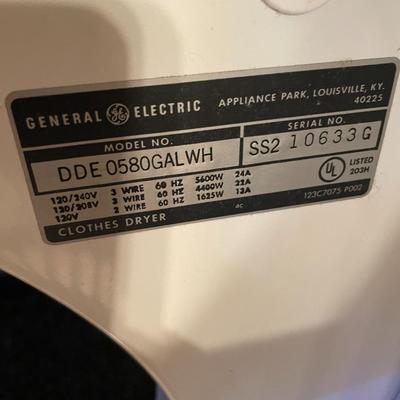 GENERAL GE ELECTRIC APPLIANCE PARK, LOUISVILLE, KY. 40225
MODEL NO. SERIAL NO.
DDE0580GALWH SS2 10633G
120/240V 3 WIRE 60 HZ 5600W 24A
120/208V 3 WIRE 60 HZ 4400W 22A
120V 2 WIRE 60 HZ 1625W 13A
UL LISTED 203H
CLOTHES DRYER AC 123C7075 P002